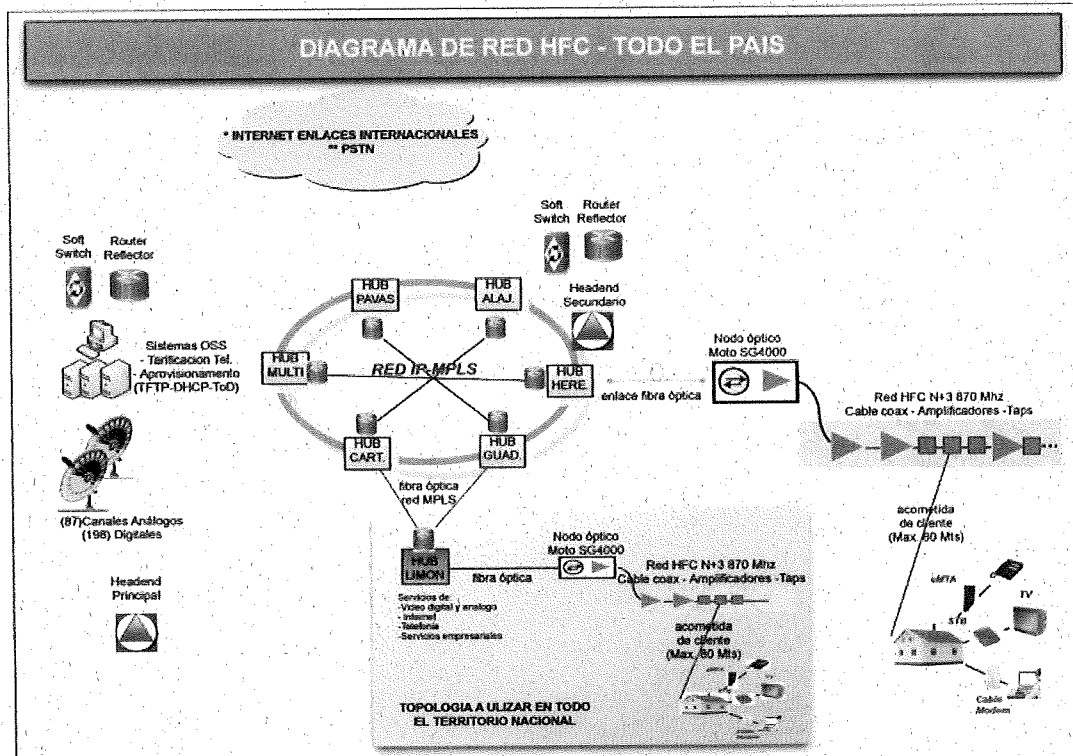 DIAGRAMA DE RED HFC - TODO EL PAIS
* INTERNET ENLACES INTERNACIONALES
** PSTN
Soft
Switch
Router
Reflector
Soft
Switch
Router
Reflector
Sistemas OSS
- Tarificacion Tel.
- Aprovisionamento
(TFTP-DHCP-ToD)
(87)Canales Análogos
(198) Digitales
Headend
Principal
HUB
PAVAS
HUB
ALAJ.
HUB
MULTI
RED IP-MPLS
HUB
HERE.
HUB
CART.
HUB
GUAD.
Headend
Secundario
enlace fibra óptica
Nodo óptico
Moto SG4000
Red HFC N+3 870 Mhz
Cable coax - Amplificadores -Taps
acometida
de cliente
(Max. 80 Mts)
eMTA
TV
STB
Cable
Modem
fibra óptica
red MPLS
HUB
LIMON
fibra óptica
Nodo óptico
Moto SG4000
Red HFC N+3 870 Mhz
Cable coax - Amplificadores -Taps
Servicios de:
-Video digital y analogo
- Internet
-Telefonia
-Servicios empresariales
acometida
de cliente
(Max. 80 Mts)
TV
TOPOLOGIA A ULIZAR EN TODO
EL TERRITORIO NACIONAL